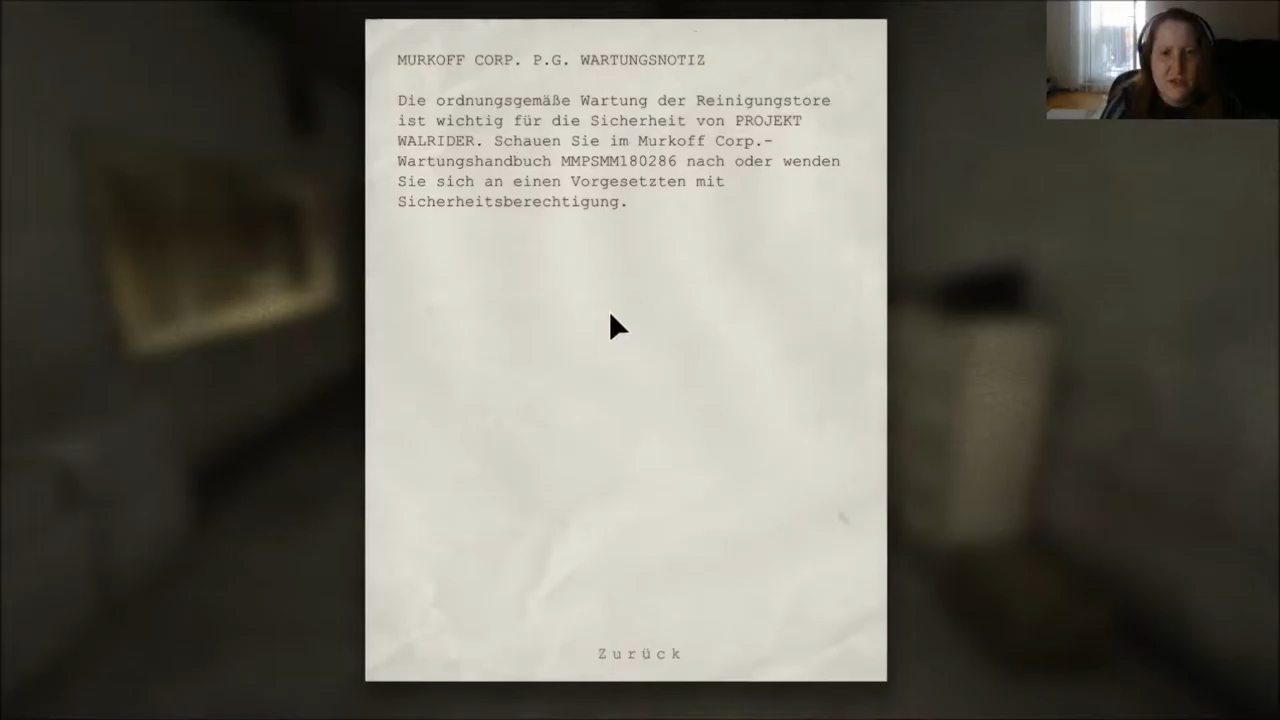 MURKOFF CORP. P.G. WARTUNGSNOTIZ
Die ordnungsgemäße Wartung der Reinigungstore
ist wichtig für die Sicherheit von PROJEKT
WALRIDER. Schauen Sie im Murkoff Corp.-
Wartungshandbuch MMPSMM180286 nach oder wenden
Sie sich an einen Vorgesetzten mit
Sicherheitsberechtigung.
Zurück